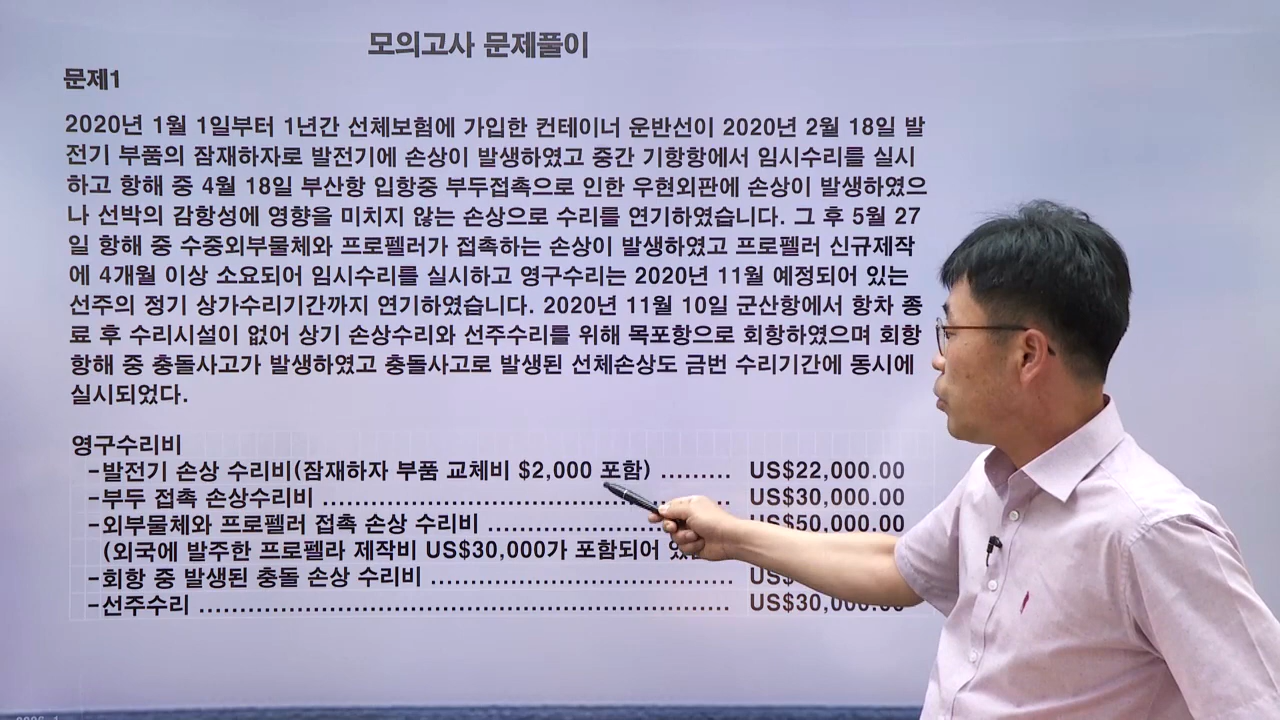 모의고사 문제풀이
문제1
2020년 1월 1일부터 1년간 선체보험에 가입한 컨테이너 운반선이 2020년 2월 18일 발
전기 부품의 잠재하자로 발전기에 손상이 발생하였고 중간 기항항에서 임시수리를 실시
하고 항해 중 4월 18일 부산항 입항중 부두접촉으로 인한 우현외판에 손상이 발생하였으
나 선박의 감항성에 영향을 미치지 않는 손상으로 수리를 연기하였습니다. 그 후 5월 27
일 항해 중 수중외부물체와 프로펠러가 접촉하는 손상이 발생하였고 프로펠러 신규제작
에 4개월 이상 소요되어 임시수리를 실시하고 영구수리는 2020년 11월 예정되어 있는
선주의 정기 상가수리기간까지 연기하였습니다. 2020년 11월 10일 군산항에서 항차 종
료 후 수리시설이 없어 상기 손상수리와 선주수리를 위해 목포항으로 회항하였으며 회항
항해 중 충돌사고가 발생하였고 충돌사고로 발생된 선체손상도 금번 수리기간에 동시에
실시되었다.
영구수리비
-발전기 손상 수리비(잠재하자 부품 교체비 $2,000 포함) ......... US$22,000.00
-부두 접촉 손상수리비 .................................................. US$30,000.00
-외부물체와 프로펠러 접촉 손상 수리비 .............................. US$50,000.00
(외국에 발주한 프로펠라 제작비 US$30,000가 포함되어
-회항 중 발생된 충돌 손상 수리비 ..................................... US$
-선주수리 ................................................................. US$30,000.00